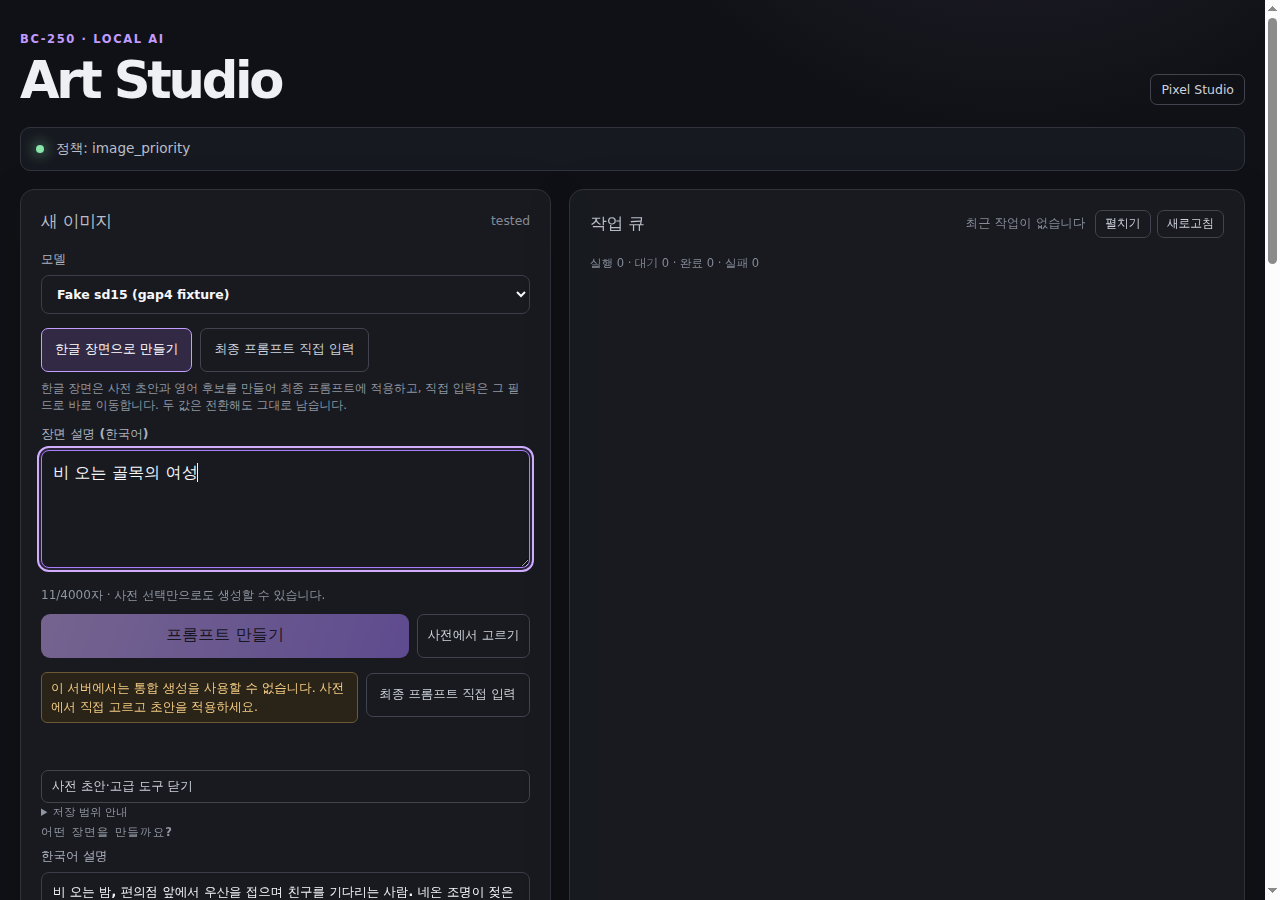 BC-250 · LOCAL AI
Art Studio
Pixel Studio
정책: image_priority
새 이미지
tested
모델
Fake sd15 (gap4 fixture)
한글 장면으로 만들기
최종 프롬프트 직접 입력
한글 장면은 사전 초안과 영어 후보를 만들어 최종 프롬프트에 적용하고, 직접 입력은 그 필
드로 바로 이동합니다. 두 값은 전환해도 그대로 남습니다.
장면 설명 (한국어)
비 오는 골목의 여성
11/4000자 · 사전 선택만으로도 생성할 수 있습니다.
프롬프트 만들기
사전에서 고르기
이 서버에서는 통합 생성을 사용할 수 없습니다. 사전
에서 직접 고르고 초안을 적용하세요.
최종 프롬프트 직접 입력
사전 초안·고급 도구 닫기
저장 범위 안내
어떤 장면을 만들까요?
한국어 설명
비 오는 밤, 편의점 앞에서 우산을 접으며 친구를 기다리는 사람. 네온 조명이 젖은
작업 큐
최근 작업이 없습니다
펼치기
새로고침
실행 0 · 대기 0 · 완료 0 · 실패 0